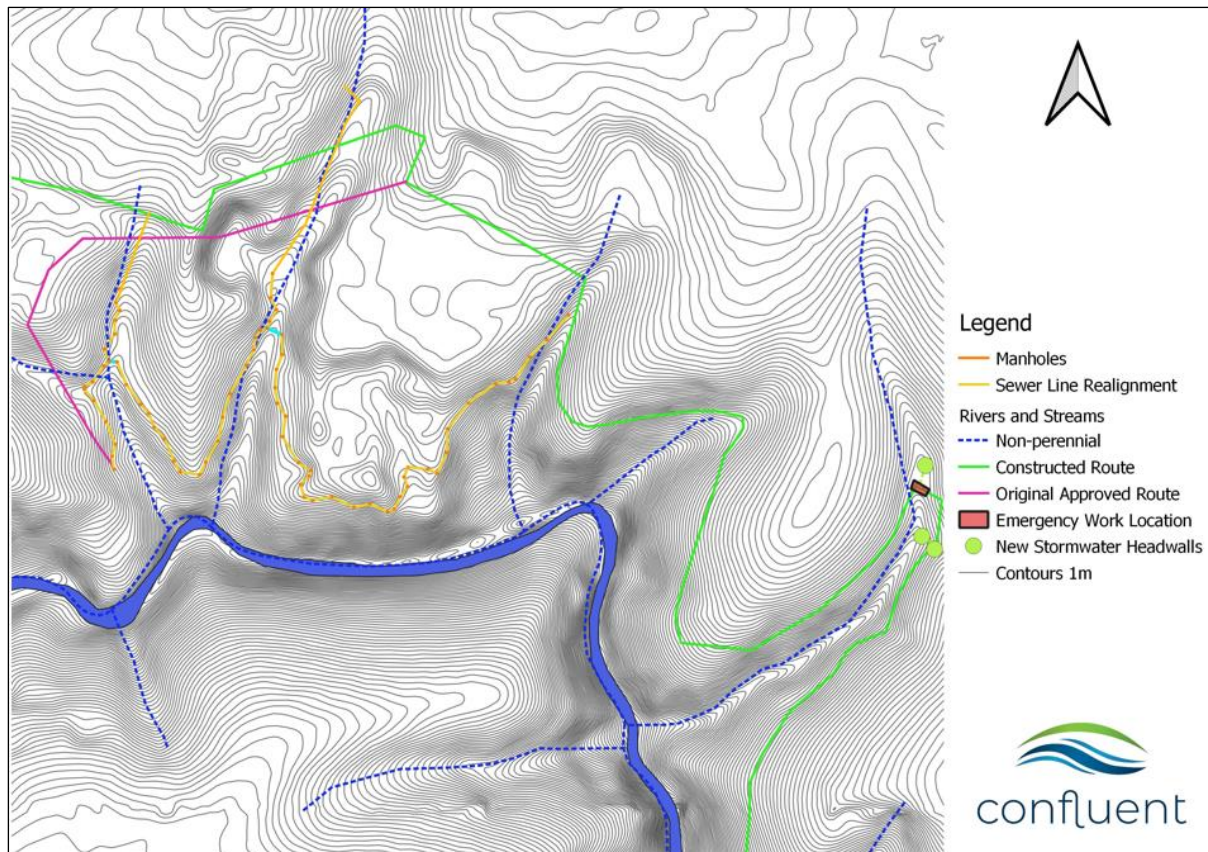 Legend
Manholes
Sewer Line Realignment
Rivers and Streams
Non-perennial
Constructed Route
Original Approved Route
Emergency Work Location
New Stormwater Headwalls
Contours 1m
confluent